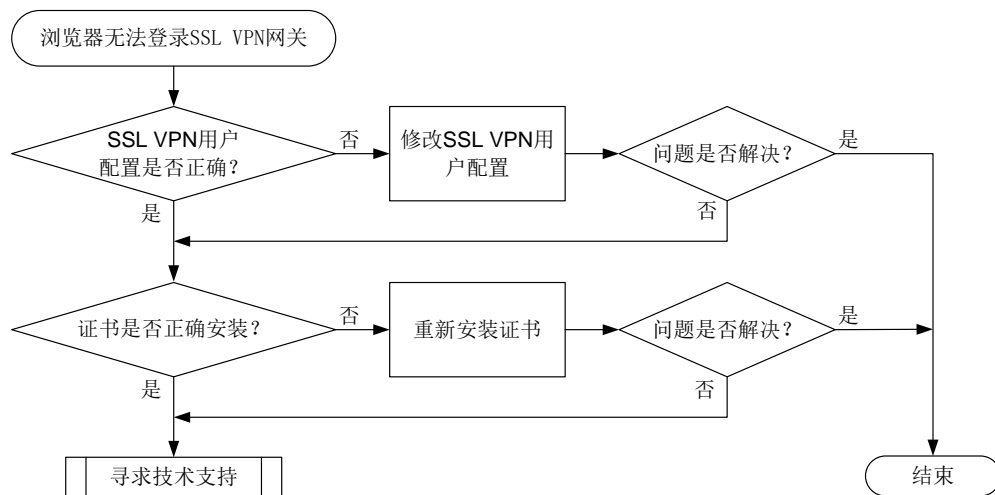 浏览器无法登录SSL VPN网关
SSL VPN用户
配置是否正确？
否
修改SSL VPN用
户配置
问题是否解决？
是
是
否
证书是否正确安装？
否
重新安装证书
问题是否解决？
是
是
否
寻求技术支持
结束